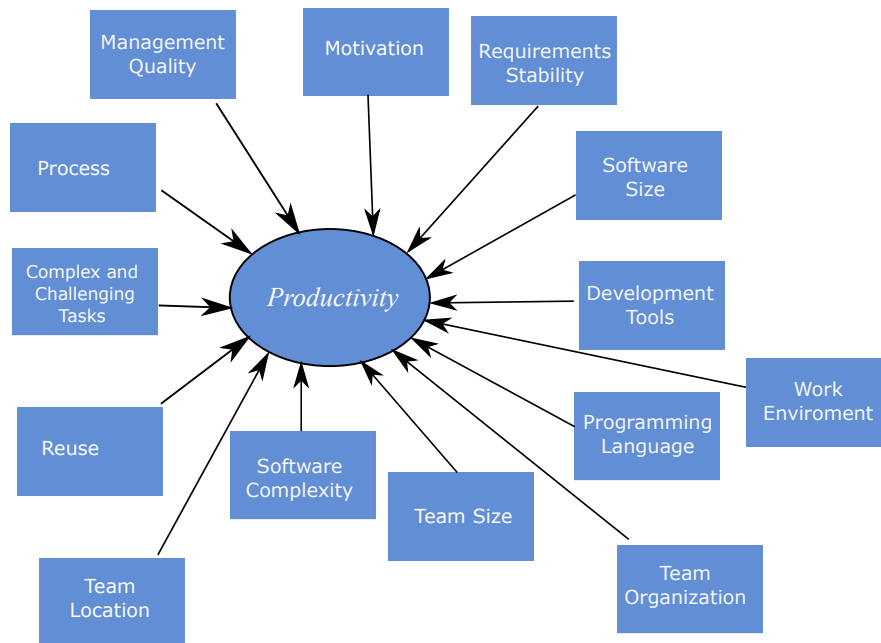 Management
Quality
Motivation
Requirements
Stability
Process
Software
Size
Complex and
Challenging
Tasks
Productivity
Development
Tools
Work
Enviroment
Reuse
Software
Complexity
Programming
Language
Team Size
Team
Location
Team
Organization